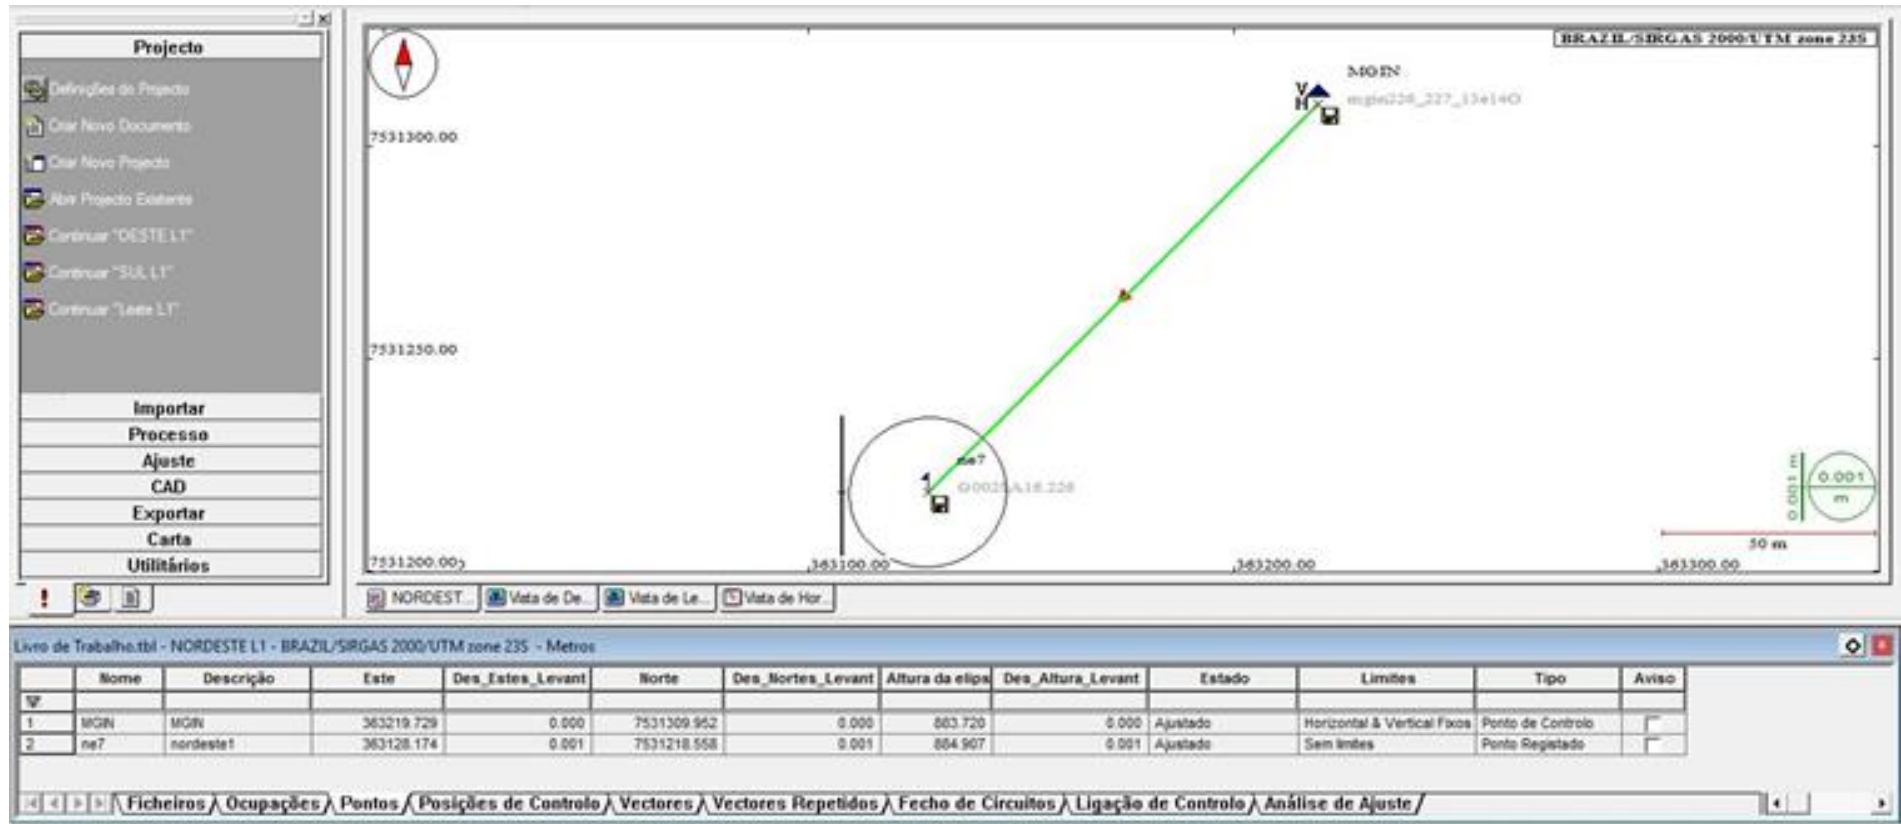 Projecto
Definições do Projecto
Criar Novo Documento
Criar Novo Projecto
Abrir Projecto Existente
Continuar "OESTE L1"
Continuar "SUL L1"
Continuar "Leste L1"
Importar
Processo
Ajuste
CAD
Exportar
Carta
Utilitários
BRAZIL/SIRGAS 2000/UTM zone 23S
MGIN
V
H
mgin226_227_13e14O
7531300.00
7531250.00
ne7
7531200.00
363100.00
363200.00
363300.00
0.001 m
0.001
m
50 m
NORDEST...
Vista de De...
Vista de Le...
Vista de Hor...
Livro de Trabalho.tbl - NORDESTE L1 - BRAZIL/SIRGAS 2000/UTM zone 23S - Metros
Nome Descrição Este Des_Estes_Levant Norte Des_Nortes_Levant Altura da elips Des_Altura_Levant Estado Limites Tipo Aviso
1 MGIN MGIN 363219.729 0.000 7531309.952 0.000 883.720 0.000 Ajustado Horizontal & Vertical Fixos Ponto de Controlo
2 ne7 nordeste1 363128.174 0.001 7531218.558 0.001 884.907 0.001 Ajustado Sem limites Ponto Registado
Ficheiros Ocupações Pontos Posições de Controlo Vectores Vectores Repetidos Fecho de Circuitos Ligação de Controlo Análise de Ajuste